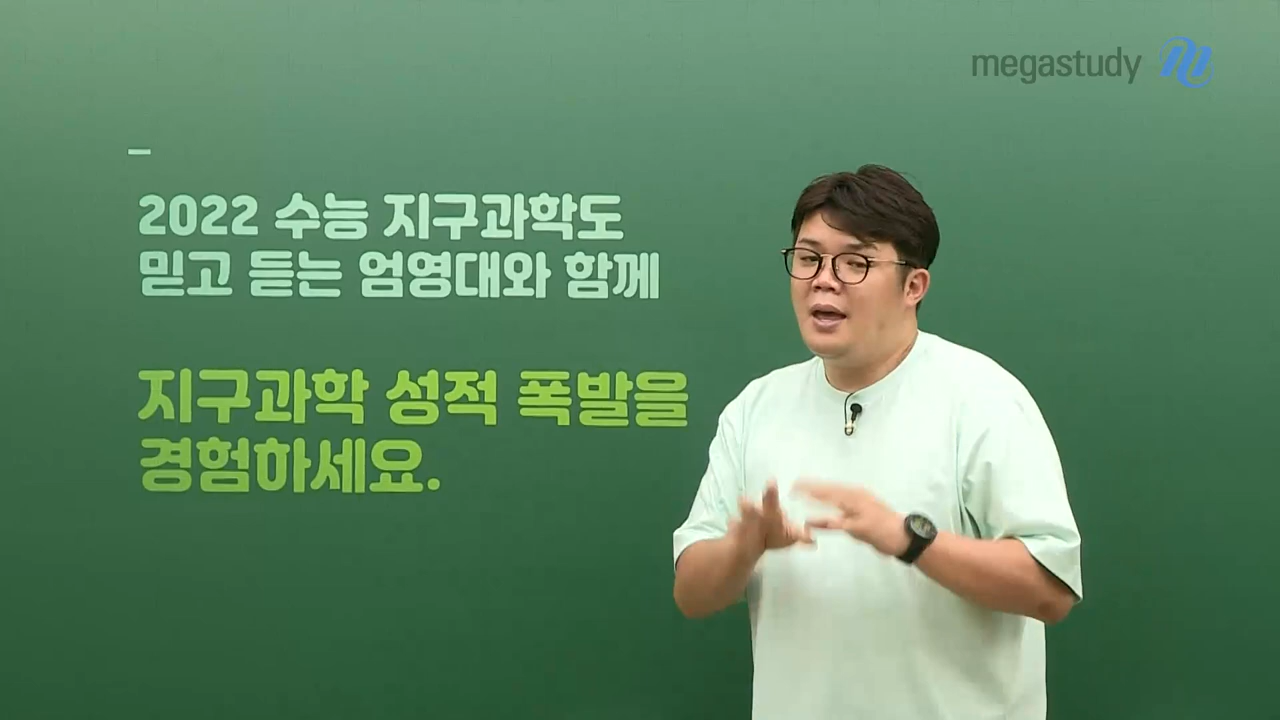 megastudy
2022 수능 지구과학도
믿고 듣는 엄영대와 함께
지구과학 성적 폭발을
경험하세요.